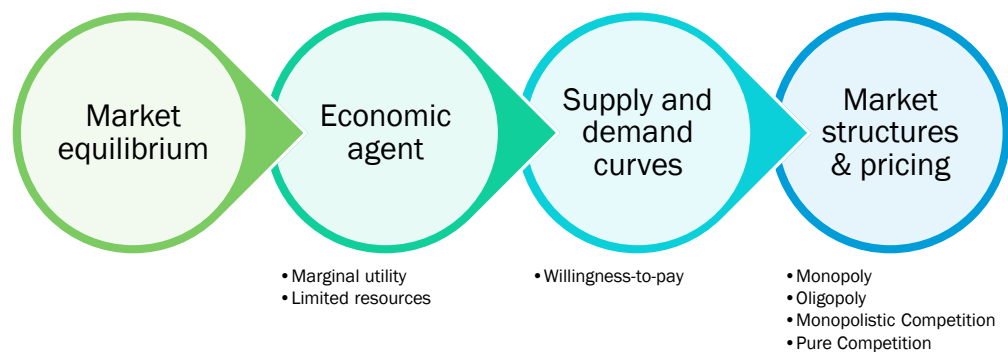 Market
equilibrium
Economic
agent
Supply and
demand
curves
Market
structures
& pricing
• Marginal utility
• Limited resources
• Willingness-to-pay
• Monopoly
• Oligopoly
• Monopolistic Competition
• Pure Competition